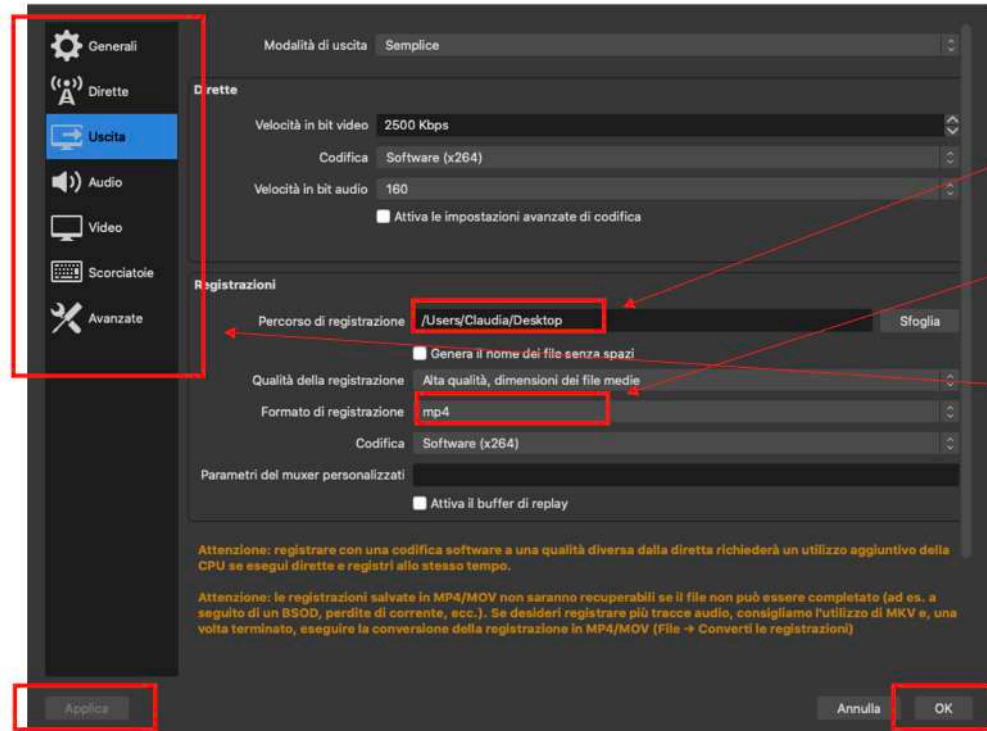 Generali
Dirette
Uscita
Audio
Video
Scorciatoie
Avanzate
Modalità di uscita Semplice
Dirette
Velocità in bit video 2500 Kbps
Codifica Software (x264)
Velocità in bit audio 160
Attiva le impostazioni avanzate di codifica
Registrazioni
Percorso di registrazione /Users/Claudia/Desktop Sfoglia
Genera il nome dei file senza spazi
Qualità della registrazione Alta qualità, dimensioni dei file medie
Formato di registrazione mp4
Codifica Software (x264)
Parametri del muxer personalizzati
Attiva il buffer di replay
Attenzione: registrare con una codifica software a una qualità diversa dalla diretta richiederà un utilizzo aggiuntivo della
CPU se esegui dirette e registri allo stesso tempo.
Attenzione: le registrazioni salvate in MP4/MOV non saranno recuperabili se il file non può essere completato (ad es. a
seguito di un BSOD, perdite di corrente, ecc.). Se desideri registrare più tracce audio, consigliamo l'utilizzo di MKV e, una
volta terminato, eseguire la conversione della registrazione in MP4/MOV (File → Converti le registrazioni)
Applica Annulla OK